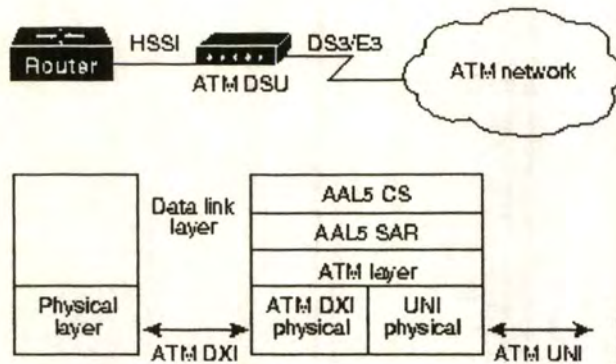 HSSI
DS3/E3
Router
ATM DSU
ATM network
AAL5 CS
Data link
layer
AAL5 SAR
ATM layer
Physical
layer
ATM DXI
physical
UNI
physical
ATM DXI
ATM UNI